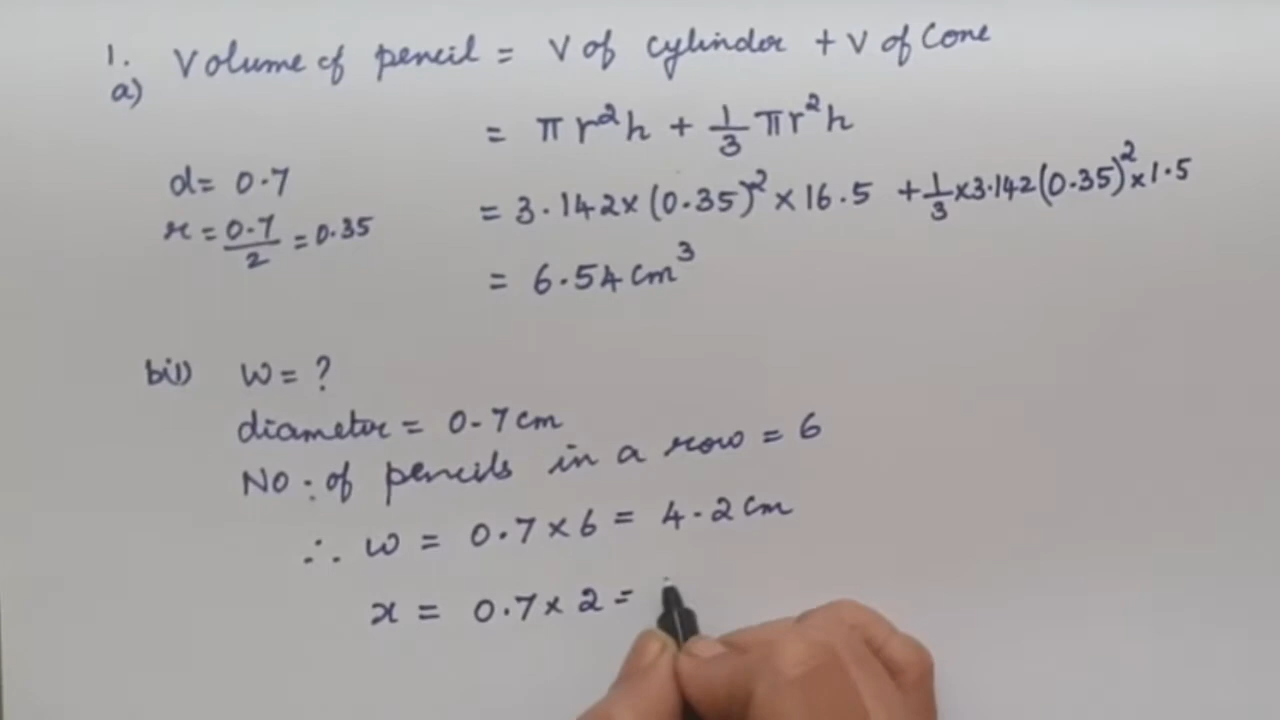 1. Volume of pencil = V of cylinder + V of Cone
a)
= πr²h + 1/3 πr²h
d = 0.7
r = 0.7/2 = 0.35
= 3.142 × (0.35)² × 16.5 + 1/3 × 3.142 (0.35)² × 1.5
= 6.54 cm³
bi) w = ?
diameter = 0.7 cm
No: of pencils in a row = 6
∴ w = 0.7 × 6 = 4.2 cm
x = 0.7 × 2 =